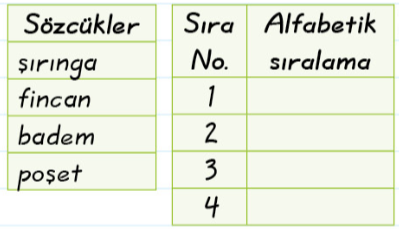 Sözcükler
şırınga
fincan
badem
poşet
Sıra No.
Alfabetik sıralama
1
2
3
4